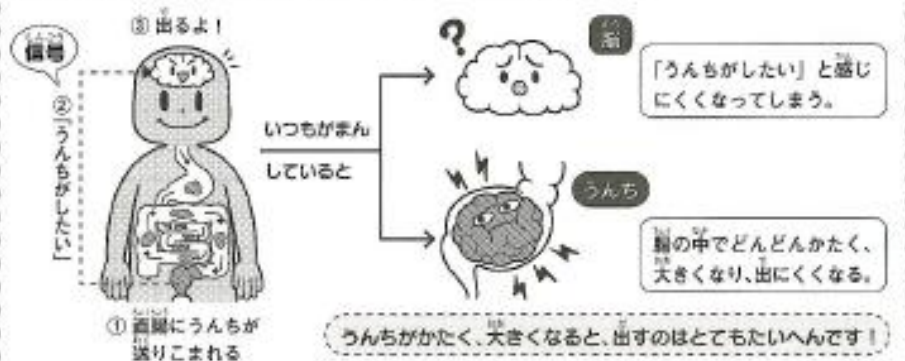 ③ 出るよ！
信号
②「うんちがしたい」
① 直腸にうんちが
送りこまれる
いつもがまん
していると
?
脳
「うんちがしたい」と感じ
にくくなってしまう。
うんち
腸の中でどんどんかたく、
大きくなり、出にくくなる。
うんちがかたく、大きくなると、出すのはとてもたいへんです！